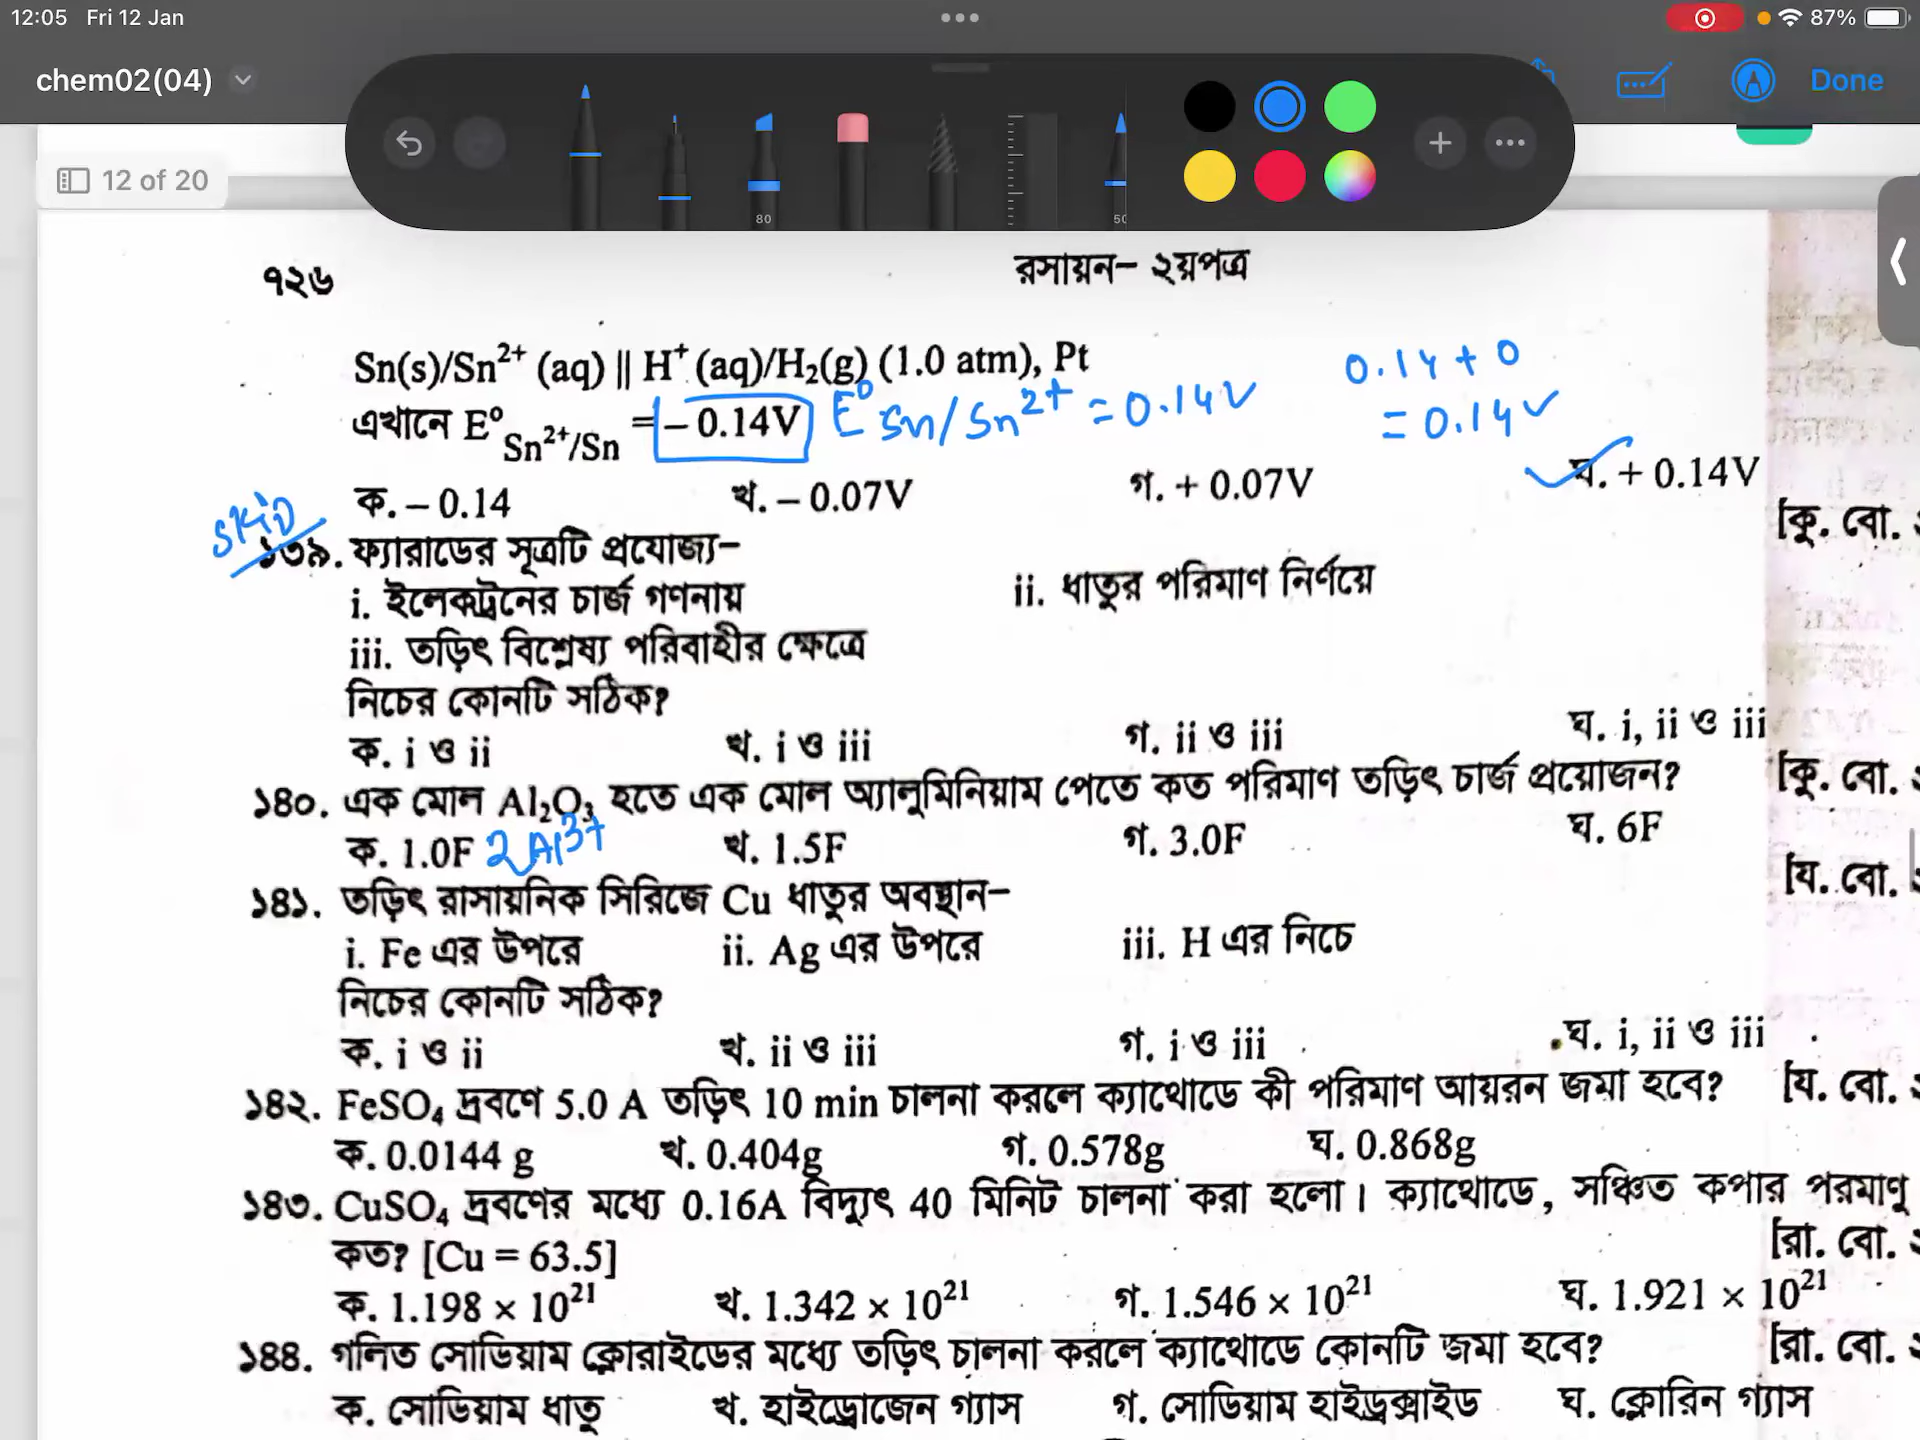 12:05 Fri 12 Jan
87%
chem02(04)
Done
80
50
12 of 20
৭২৬
রসায়ন– ২য়পত্র
Sn(s)/Sn²⁺ (aq) || H⁺ (aq)/H₂(g) (1.0 atm), Pt
0.14 + 0
এখানে E° Sn²⁺/Sn = – 0.14V E° Sn/Sn²⁺ = 0.14V
= 0.14V
ক. – 0.14 খ. – 0.07V গ. + 0.07V ঘ. + 0.14V
[কু. বো.
১৩৯. ফ্যারাডের সূত্রটি প্রযোজ্য–
i. ইলেকট্রনের চার্জ গণনায় ii. ধাতুর পরিমাণ নির্ণয়ে
iii. তড়িৎ বিশ্লেষ্য পরিবাহীর ক্ষেত্রে
নিচের কোনটি সঠিক?
ক. i ও ii খ. i ও iii গ. ii ও iii ঘ. i, ii ও iii
১৪০. এক মোল Al₂O₃ হতে এক মোল অ্যালুমিনিয়াম পেতে কত পরিমাণ তড়িৎ চার্জ প্রয়োজন? [কু. বো.
ক. 1.0F 2Al³⁺ খ. 1.5F গ. 3.0F ঘ. 6F
১৪১. তড়িৎ রাসায়নিক সিরিজে Cu ধাতুর অবস্থান– [য. বো.
i. Fe এর উপরে ii. Ag এর উপরে iii. H এর নিচে
নিচের কোনটি সঠিক?
ক. i ও ii খ. ii ও iii গ. i ও iii ঘ. i, ii ও iii
১৪২. FeSO₄ দ্রবণে 5.0 A তড়িৎ 10 min চালনা করলে ক্যাথোডে কী পরিমাণ আয়রন জমা হবে? [য. বো.
ক. 0.0144 g খ. 0.404g গ. 0.578g ঘ. 0.868g
১৪৩. CuSO₄ দ্রবণের মধ্যে 0.16A বিদ্যুৎ 40 মিনিট চালনা করা হলো। ক্যাথোডে, সঞ্চিত কপার পরমাণু
কত? [Cu = 63.5] [রা. বো.
ক. 1.198 × 10²¹ খ. 1.342 × 10²¹ গ. 1.546 × 10²¹ ঘ. 1.921 × 10²¹
১৪৪. গলিত সোডিয়াম ক্লোরাইডের মধ্যে তড়িৎ চালনা করলে ক্যাথোডে কোনটি জমা হবে? [রা. বো.
ক. সোডিয়াম ধাতু খ. হাইড্রোজেন গ্যাস গ. সোডিয়াম হাইড্রক্সাইড ঘ. ক্লোরিন গ্যাস